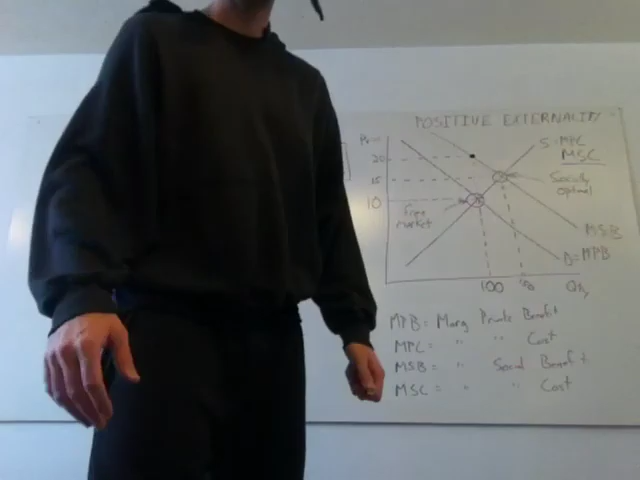 POSITIVE EXTERNALITY
S=MPC
MSC
20
15
10
Socially
optimal
Free
market
MSB
D=MPB
100
MPB = Marg Private Benefit
MPC = " " Cost
MSB = " Social Benefit
MSC = " " Cost